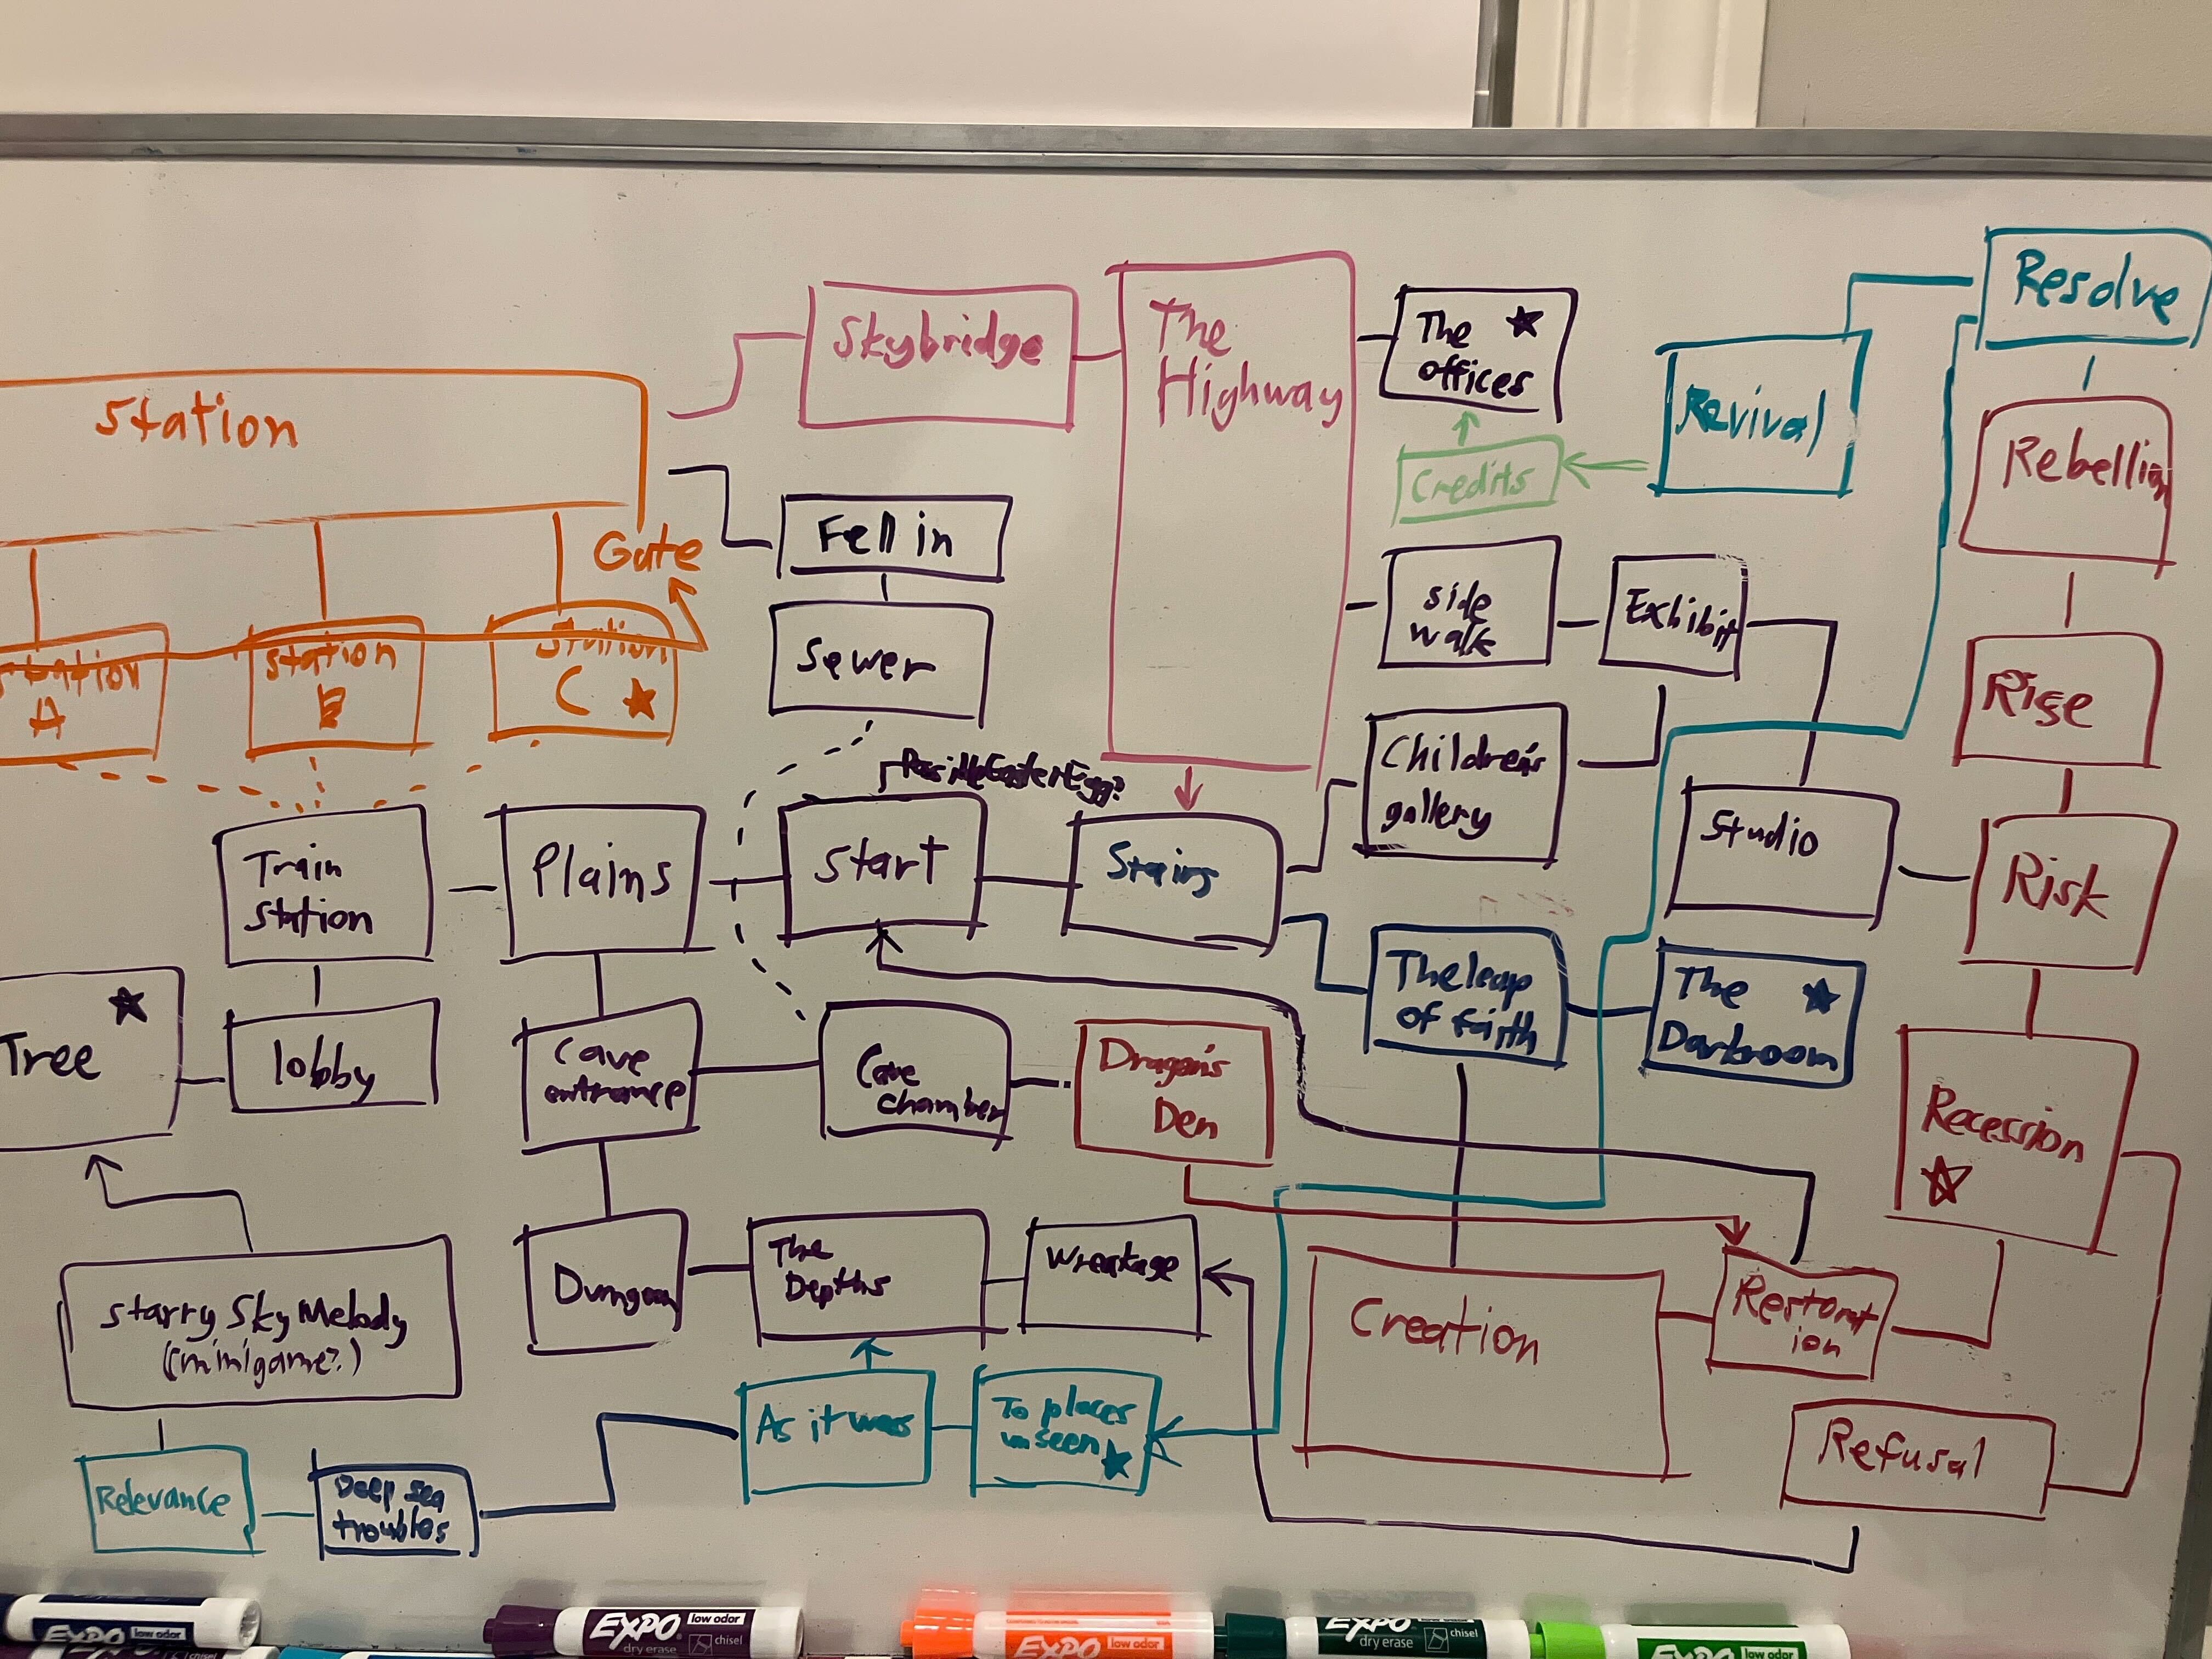 Station
Skybridge
The
Highway
The
offices
Resolve
Revival
Credits
Rebellion
Fell in
Gate
side
walk
Exhibit
Station
A
Station
B
Station
C
Sewer
Rise
Possible Easter Egg?
Children's
gallery
Train
Station
Plains
Start
Stairs
Studio
Risk
The leap
of faith
The
Darkroom
Tree
lobby
Cave
entrance
Cave
chamber
Dragon's
Den
Recession
Dungeon
The
Depths
Wreakage
Creation
Restorat
ion
Starry Sky Melody
(minigame?)
As it was
To places
unseen
Refusal
Relevance
Deep sea
troubles
EXPO
low odor
EXPO low odor
dry erase chisel
EXPO low odor
EXPO
dry erase chisel
EXPO low odor